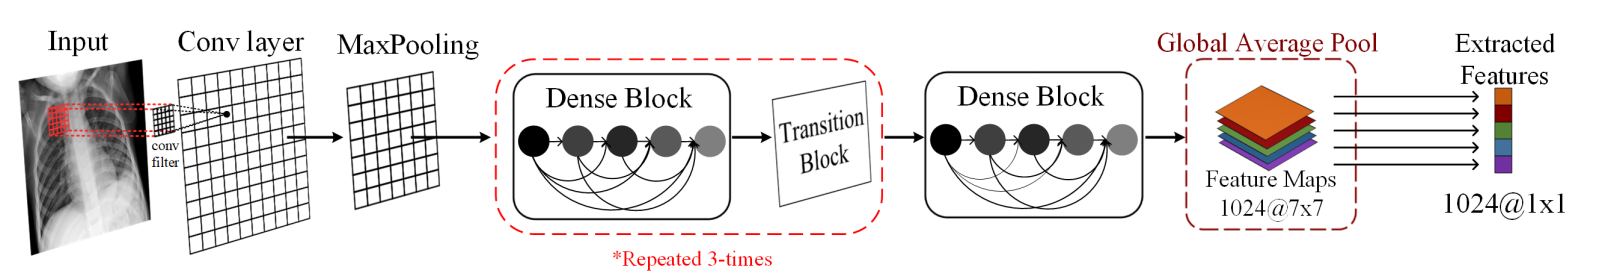 Input
Conv layer
conv
filter
MaxPooling
Dense Block
Transition
Block
*Repeated 3-times
Dense Block
Global Average Pool
Feature Maps
1024@7x7
Extracted
Features
1024@1x1